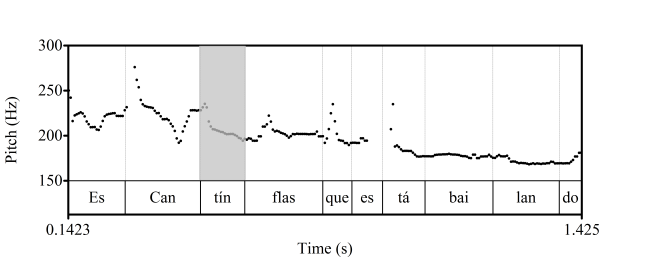 300
250
200
150
Pitch (Hz)
Es Can tín flas que es tá bai lan do
0.1423 1.425
Time (s)